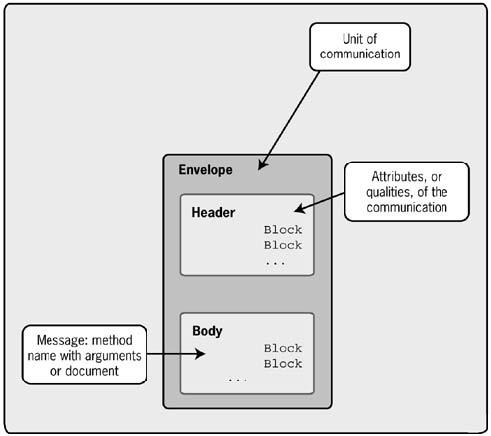 Unit of
communication
Envelope
Attributes, or
qualities, of the
communication
Header
Block
Block
...
Message: method
name with arguments
or document
Body
Block
Block
...